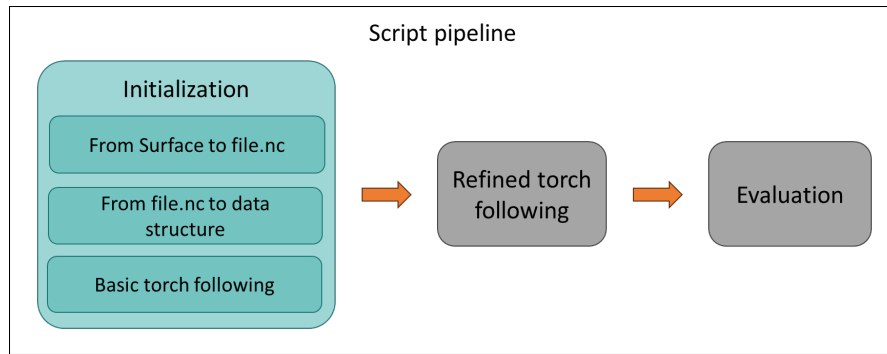 Script pipeline
Initialization
From Surface to file.nc
From file.nc to data
structure
Basic torch following
Refined torch
following
Evaluation